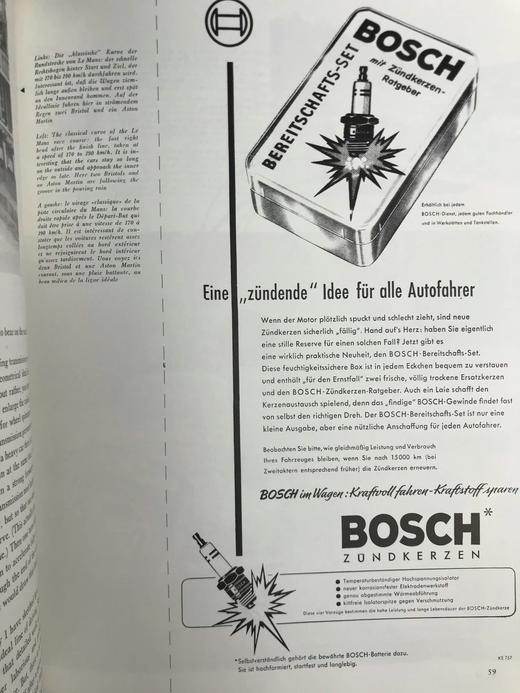 Links: Die „klassische" Kurve der
Rundstrecke von Le Mans: der schnelle
Rechtsbogen hinter Start und Ziel, der
mit 170 bis 190 km/h durchfahren wird.
Interessant ist, daß die Wagen ziem-
lich lange außen bleiben und erst spät
an den Innenrand kommen. Auf der
Ideallinie fahren hier in strömendem
Regen zwei Bristol und ein Aston
Martin
Left: The classical curve of the Le
Mans race course: the fast right
bend after the finish line, taken at
a speed of 170 to 190 km/h. It is in-
teresting that the cars stay so long
on the outside and approach the inner
edge so late. Here two Bristols and
an Aston Martin are following the
groove in the pouring rain
A gauche: le virage «classique» de la
piste circulaire du Mans: la courbe
droite rapide après le Départ-But qui
doit être prise à une vitesse de 170 à
190 km/h. Il est intéressant de con-
stater que les voitures restèrent assez
longtemps collées au bord extérieur
et ne rejoignirent le bord intérieur
qu'assez tardivement. Vous voyez ici
deux Bristol et une Aston Martin
courant, sous une pluie battante, au
beau milieu de la ligne idéale
BOSCH
mit Zündkerzen-
Ratgeber
BEREITSCHAFTS-SET
Erhältlich bei jedem
BOSCH-Dienst, jedem guten Fachhändler
und in Werkstätten und Tankstellen.
Eine „zündende" Idee für alle Autofahrer
Wenn der Motor plötzlich spuckt und schlecht zieht, sind neue
Zündkerzen sicherlich „fällig". Hand auf's Herz: haben Sie eigentlich
eine stille Reserve für einen solchen Fall? Jetzt gibt es
eine wirklich praktische Neuheit, den BOSCH-Bereitschafts-Set.
Diese feuchtigkeitssichere Box ist in jedem Eckchen bequem zu verstauen
und enthält „für den Ernstfall" zwei frische, völlig trockene Ersatzkerzen
und den BOSCH-Zündkerzen-Ratgeber. Auch ein Laie schafft den
Kerzenaustausch spielend, denn das „findige" BOSCH-Gewinde findet fast
von selbst den richtigen Dreh. Der BOSCH-Bereitschafts-Set ist nur eine
kleine Ausgabe, aber eine nützliche Anschaffung für jeden Autofahrer.
Beobachten Sie bitte, wie gleichmäßig Leistung und Verbrauch
Ihres Fahrzeuges bleiben, wenn Sie nach 15000 km (bei
Zweitaktern entsprechend früher) die Zündkerzen erneuern.
BOSCH im Wagen: Kraftvoll fahren - Kraftstoff sparen
BOSCH*
ZÜNDKERZEN
● Temperaturbeständiger Hochspannungsisolator
● neuer korrosionsfester Elektrodenwerkstoff
● genau abgestimmte Wärmeabführung
● kittfreie Isolatorspitze gegen Verschmutzung
Diese vier Vorzüge bestimmen die hohe Leistung und lange Lebensdauer der BOSCH-Zündkerze
*Selbstverständlich gehört die bewährte BOSCH-Batterie dazu.
Sie ist hochformiert, startfest und langlebig.
KE 757
59